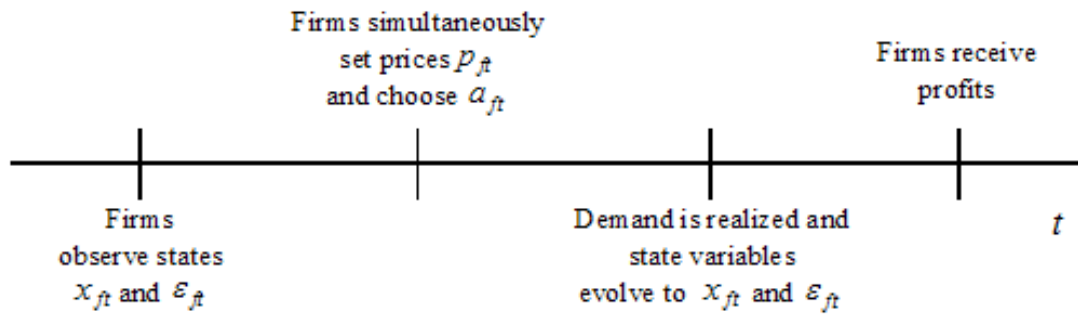 Firms simultaneously
set prices p_ft
and choose a_ft
Firms receive
profits
Firms
observe states
x_ft and ε_ft
Demand is realized and
state variables
evolve to x_ft and ε_ft
t